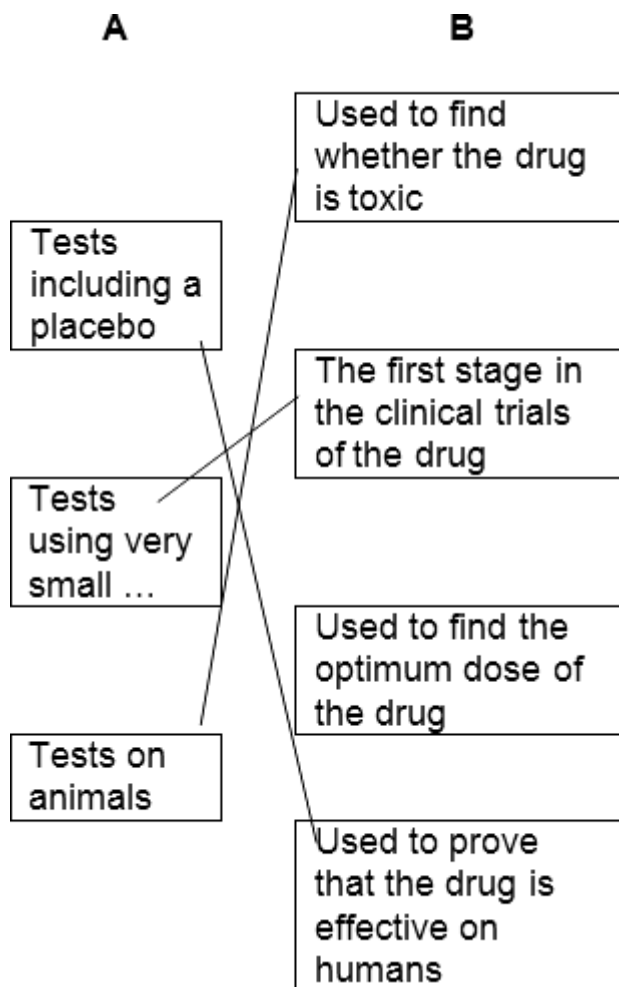 A
B
Tests
including a
placebo
Tests
using very
small ...
Tests on
animals
Used to find
whether the drug
is toxic
The first stage in
the clinical trials
of the drug
Used to find the
optimum dose of
the drug
Used to prove
that the drug is
effective on
humans